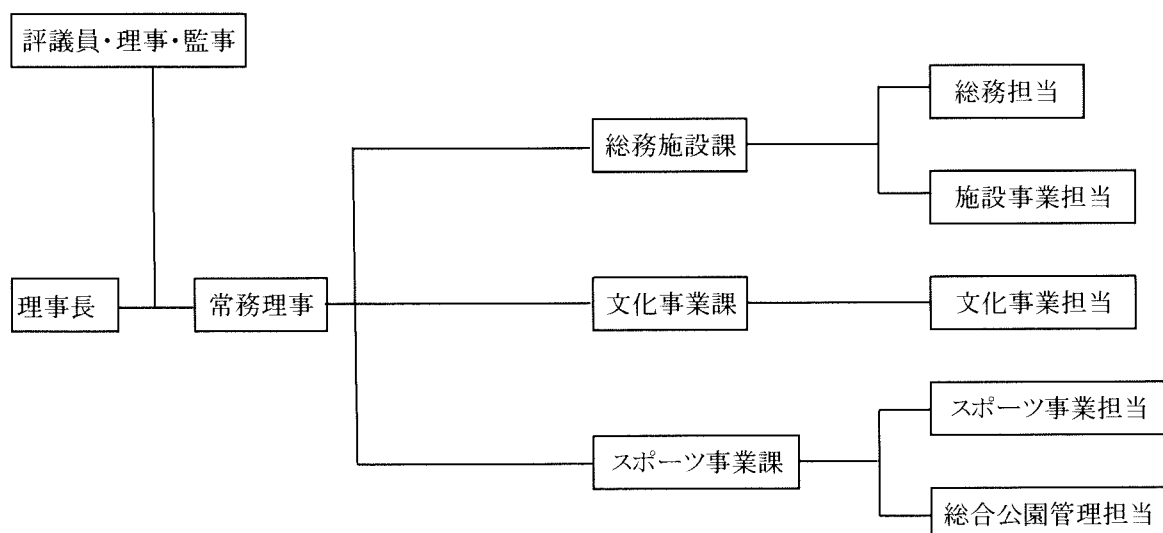 評議員・理事・監事
総務担当
総務施設課
施設事業担当
理事長
常務理事
文化事業課
文化事業担当
スポーツ事業担当
スポーツ事業課
総合公園管理担当